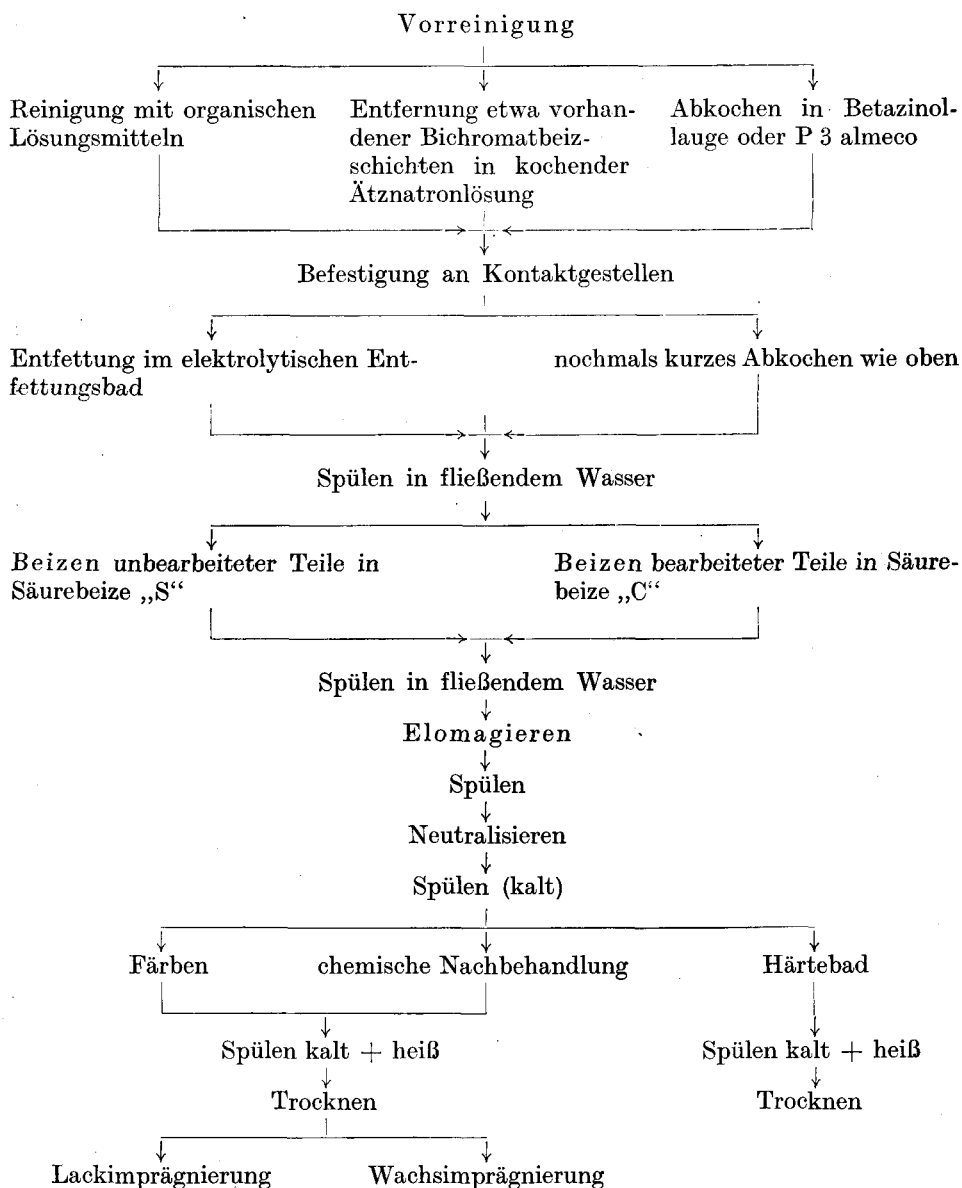 Vorreinigung
Reinigung mit organischen
Lösungsmitteln
Entfernung etwa vorhan-
dener Bichromatbeiz-
schichten in kochender
Ätznatronlösung
Abkochen in Betazinol-
lauge oder P 3 almeco
Befestigung an Kontaktgestellen
Entfettung im elektrolytischen Ent-
fettungsbad
nochmals kurzes Abkochen wie oben
Spülen in fließendem Wasser
Beizen unbearbeiteter Teile in
Säurebeize „S“
Beizen bearbeiteter Teile in Säure-
beize „C“
Spülen in fließendem Wasser
Elomagieren
Spülen
Neutralisieren
Spülen (kalt)
Färben
chemische Nachbehandlung
Härtebad
Spülen kalt + heiß
Spülen kalt + heiß
Trocknen
Trocknen
Lackimprägnierung
Wachsimprägnierung